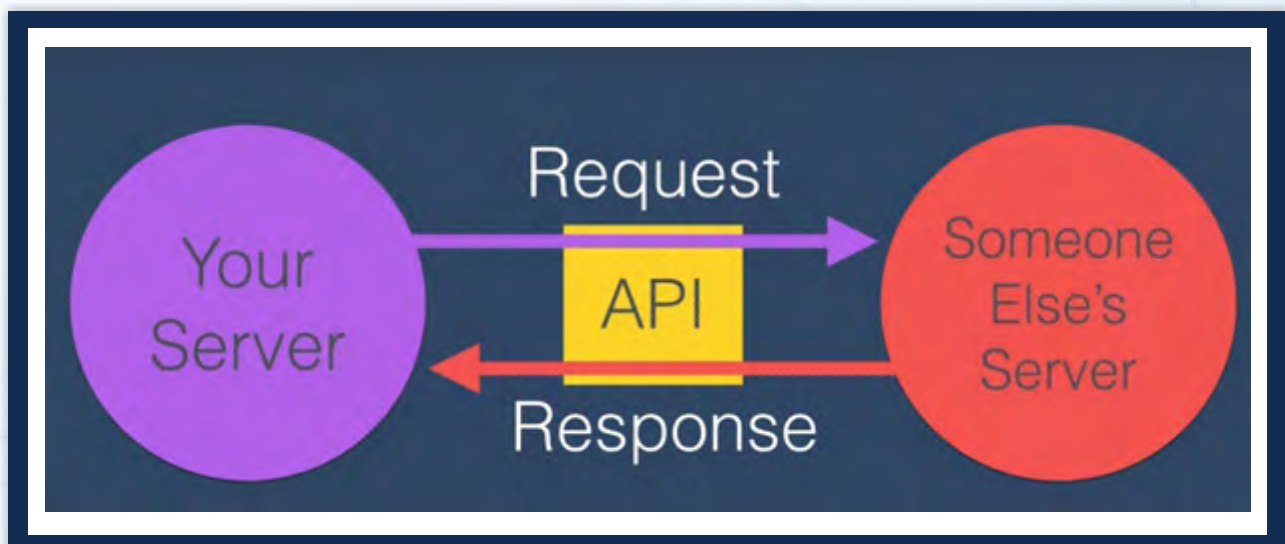 Your
Server
Request
API
Response
Someone
Else's
Server